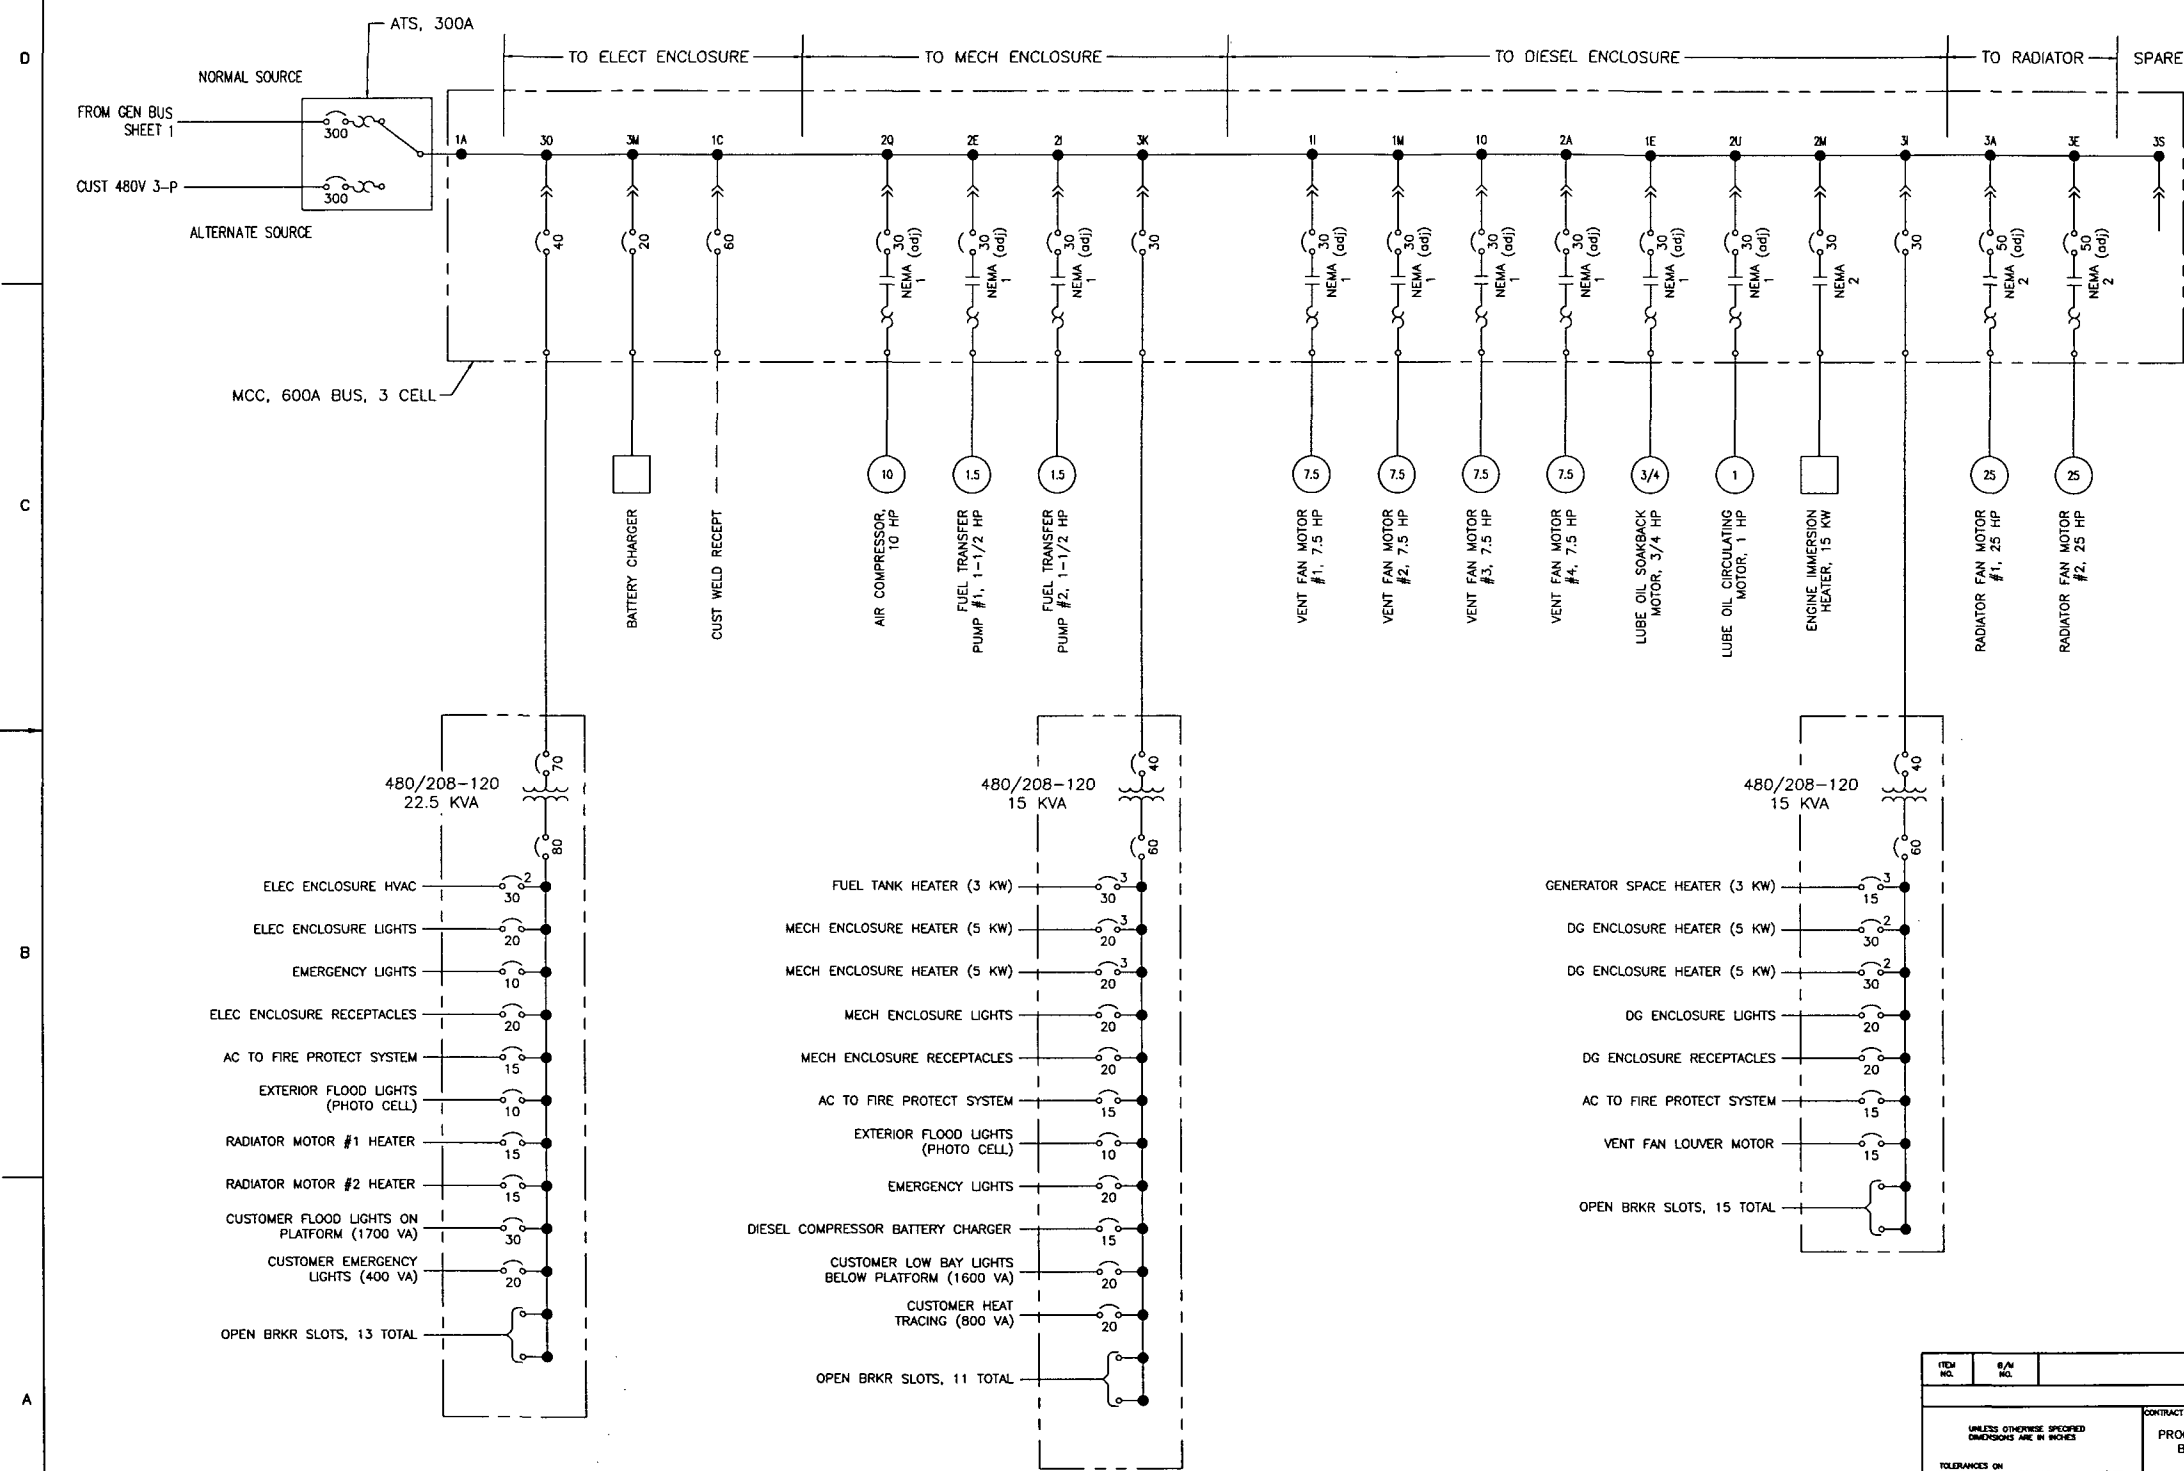 D
ATS, 300A
TO ELECT ENCLOSURE
TO MECH ENCLOSURE
TO DIESEL ENCLOSURE
TO RADIATOR
SPARE
NORMAL SOURCE
FROM GEN BUS
SHEET 1
300
CUST 480V 3-P
300
ALTERNATE SOURCE
1A
3O
3M
1C
2Q
2E
2I
3K
1I
1M
1O
2A
1E
2U
2M
3I
3A
3E
3S
40
20
60
30 (adj)
30 (adj)
30 (adj)
30
30 (adj)
30 (adj)
30 (adj)
30 (adj)
30 (adj)
30 (adj)
30
30
50 (adj)
50 (adj)
NEMA
1
NEMA
1
NEMA
1
NEMA
1
NEMA
1
NEMA
1
NEMA
1
NEMA
1
NEMA
1
NEMA
2
NEMA
2
NEMA
2
MCC, 600A BUS, 3 CELL
C
10
1.5
1.5
7.5
7.5
7.5
7.5
3/4
1
25
25
BATTERY CHARGER
CUST WELD RECEPT
AIR COMPRESSOR,
10 HP
FUEL TRANSFER
PUMP #1, 1-1/2 HP
FUEL TRANSFER
PUMP #2, 1-1/2 HP
VENT FAN MOTOR
#1, 7.5 HP
VENT FAN MOTOR
#2, 7.5 HP
VENT FAN MOTOR
#3, 7.5 HP
VENT FAN MOTOR
#4, 7.5 HP
LUBE OIL SOAKBACK
MOTOR, 3/4 HP
LUBE OIL CIRCULATING
MOTOR, 1 HP
ENGINE IMMERSION
HEATER, 15 KW
RADIATOR FAN MOTOR
#1, 25 HP
RADIATOR FAN MOTOR
#2, 25 HP
B
480/208-120
22.5 KVA
70
80
ELEC ENCLOSURE HVAC
2
30
ELEC ENCLOSURE LIGHTS
20
EMERGENCY LIGHTS
10
ELEC ENCLOSURE RECEPTACLES
20
AC TO FIRE PROTECT SYSTEM
15
EXTERIOR FLOOD LIGHTS
(PHOTO CELL)
10
RADIATOR MOTOR #1 HEATER
15
RADIATOR MOTOR #2 HEATER
15
CUSTOMER FLOOD LIGHTS ON
PLATFORM (1700 VA)
30
CUSTOMER EMERGENCY
LIGHTS (400 VA)
20
OPEN BRKR SLOTS, 13 TOTAL
480/208-120
15 KVA
40
60
FUEL TANK HEATER (3 KW)
3
30
MECH ENCLOSURE HEATER (5 KW)
3
20
MECH ENCLOSURE HEATER (5 KW)
3
20
MECH ENCLOSURE LIGHTS
20
MECH ENCLOSURE RECEPTACLES
20
AC TO FIRE PROTECT SYSTEM
15
EXTERIOR FLOOD LIGHTS
(PHOTO CELL)
10
EMERGENCY LIGHTS
20
DIESEL COMPRESSOR BATTERY CHARGER
15
CUSTOMER LOW BAY LIGHTS
BELOW PLATFORM (1600 VA)
20
CUSTOMER HEAT
TRACING (800 VA)
20
OPEN BRKR SLOTS, 11 TOTAL
480/208-120
15 KVA
40
60
GENERATOR SPACE HEATER (3 KW)
3
15
DG ENCLOSURE HEATER (5 KW)
2
30
DG ENCLOSURE HEATER (5 KW)
2
30
DG ENCLOSURE LIGHTS
20
DG ENCLOSURE RECEPTACLES
20
AC TO FIRE PROTECT SYSTEM
15
VENT FAN LOUVER MOTOR
15
OPEN BRKR SLOTS, 15 TOTAL
A
ITEM
NO.
B/M
NO.
UNLESS OTHERWISE SPECIFIED
DIMENSIONS ARE IN INCHES
TOLERANCES ON
CONTRACT